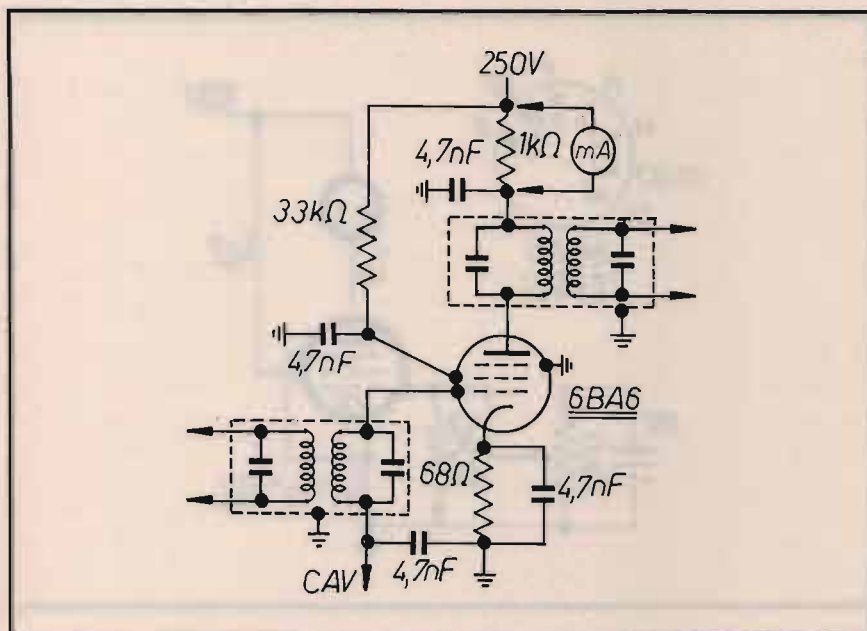 250V
4,7nF
1kΩ
mA
33kΩ
4,7nF
6BA6
68Ω
4,7nF
4,7nF
CAV